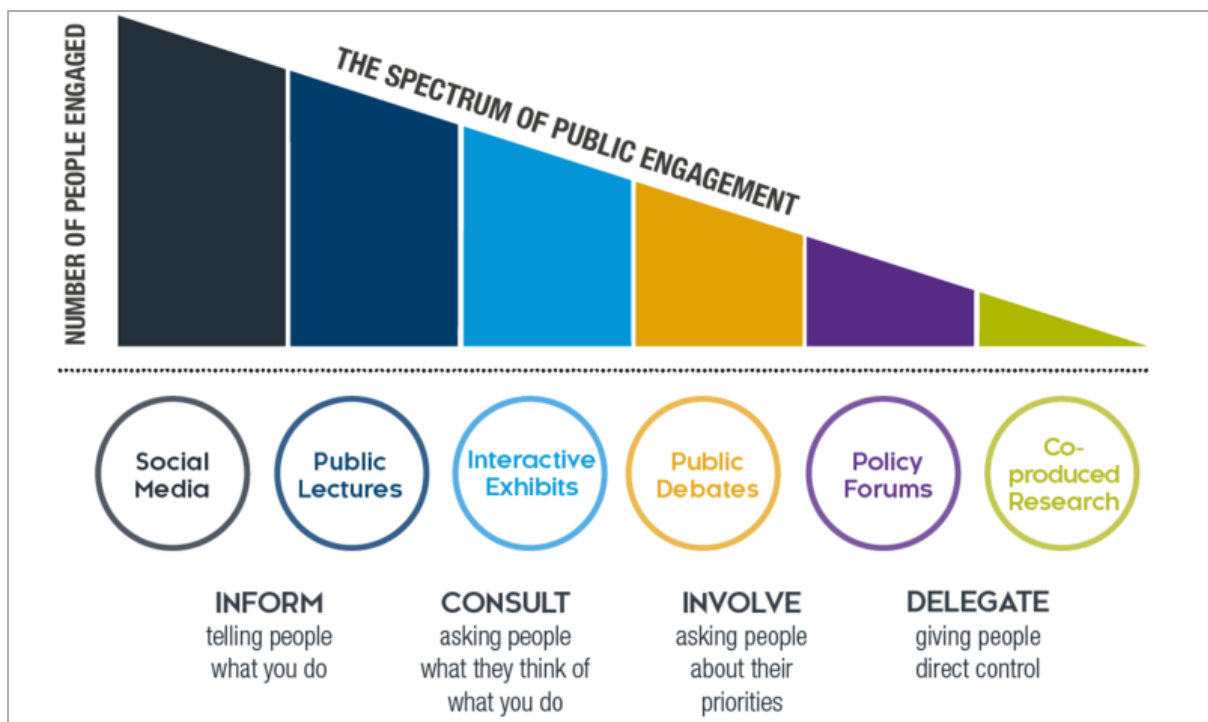 NUMBER OF PEOPLE ENGAGED
THE SPECTRUM OF PUBLIC ENGAGEMENT
Social
Media
Public
Lectures
Interactive
Exhibits
Public
Debates
Policy
Forums
Co-
produced
Research
INFORM
telling people
what you do
CONSULT
asking people
what they think of
what you do
INVOLVE
asking people
about their
priorities
DELEGATE
giving people
direct control